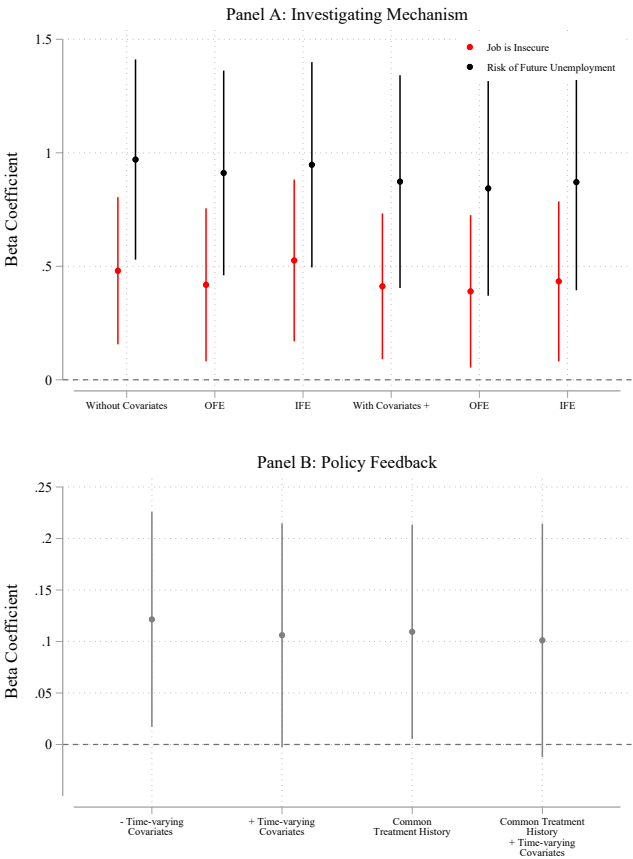 Panel A: Investigating Mechanism
1.5
1
.5
0
Beta Coefficient
Job is Insecure
Risk of Future Unemployment
Without Covariates
OFE
IFE
With Covariates +
OFE
IFE
Panel B: Policy Feedback
.25
.2
.15
.1
.05
0
Beta Coefficient
- Time-varying
Covariates
+ Time-varying
Covariates
Common
Treatment History
Common Treatment
History
+ Time-varying
Covariates